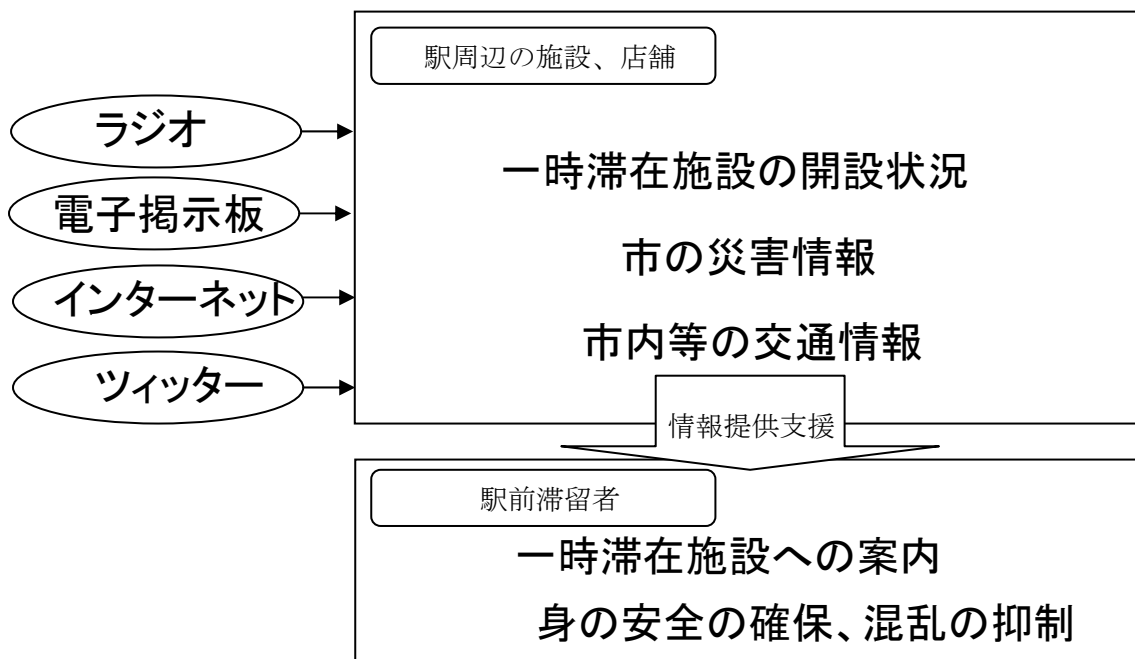 駅周辺の施設、店舗
ラジオ
電子掲示板
インターネット
ツィッター
一時滞在施設の開設状況
市の災害情報
市内等の交通情報
情報提供支援
駅前滞留者
一時滞在施設への案内
身の安全の確保、混乱の抑制